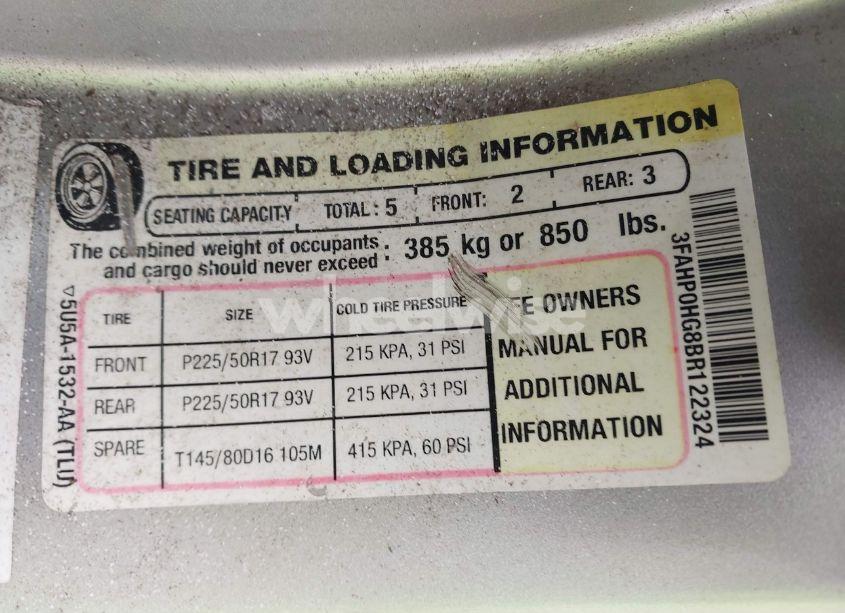 TIRE AND LOADING INFORMATION
SEATING CAPACITY TOTAL: 5 FRONT: 2 REAR: 3
The combined weight of occupants : 385 kg or 850 lbs.
and cargo should never exceed :
TIRE SIZE COLD TIRE PRESSURE
FRONT P225/50R17 93V 215 KPA, 31 PSI
REAR P225/50R17 93V 215 KPA, 31 PSI
SPARE T145/80D16 105M 415 KPA, 60 PSI
EE OWNERS
MANUAL FOR
ADDITIONAL
INFORMATION
▽5U5A-1532-AA (TLU)
3FAHP0HG8BR122324
wheelwise